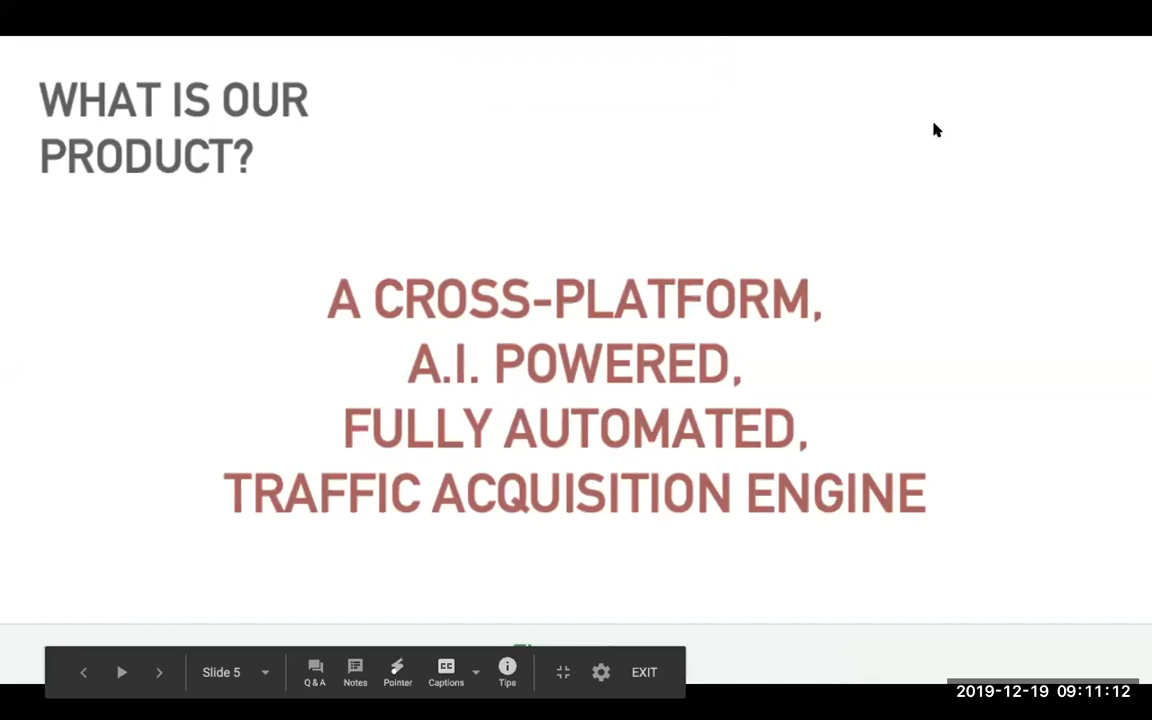 WHAT IS OUR
PRODUCT?
A CROSS-PLATFORM,
A.I. POWERED,
FULLY AUTOMATED,
TRAFFIC ACQUISITION ENGINE
Slide 5
Q & A
Notes
Pointer
CC
Captions
Tips
EXIT
2019-12-19 09:11:12